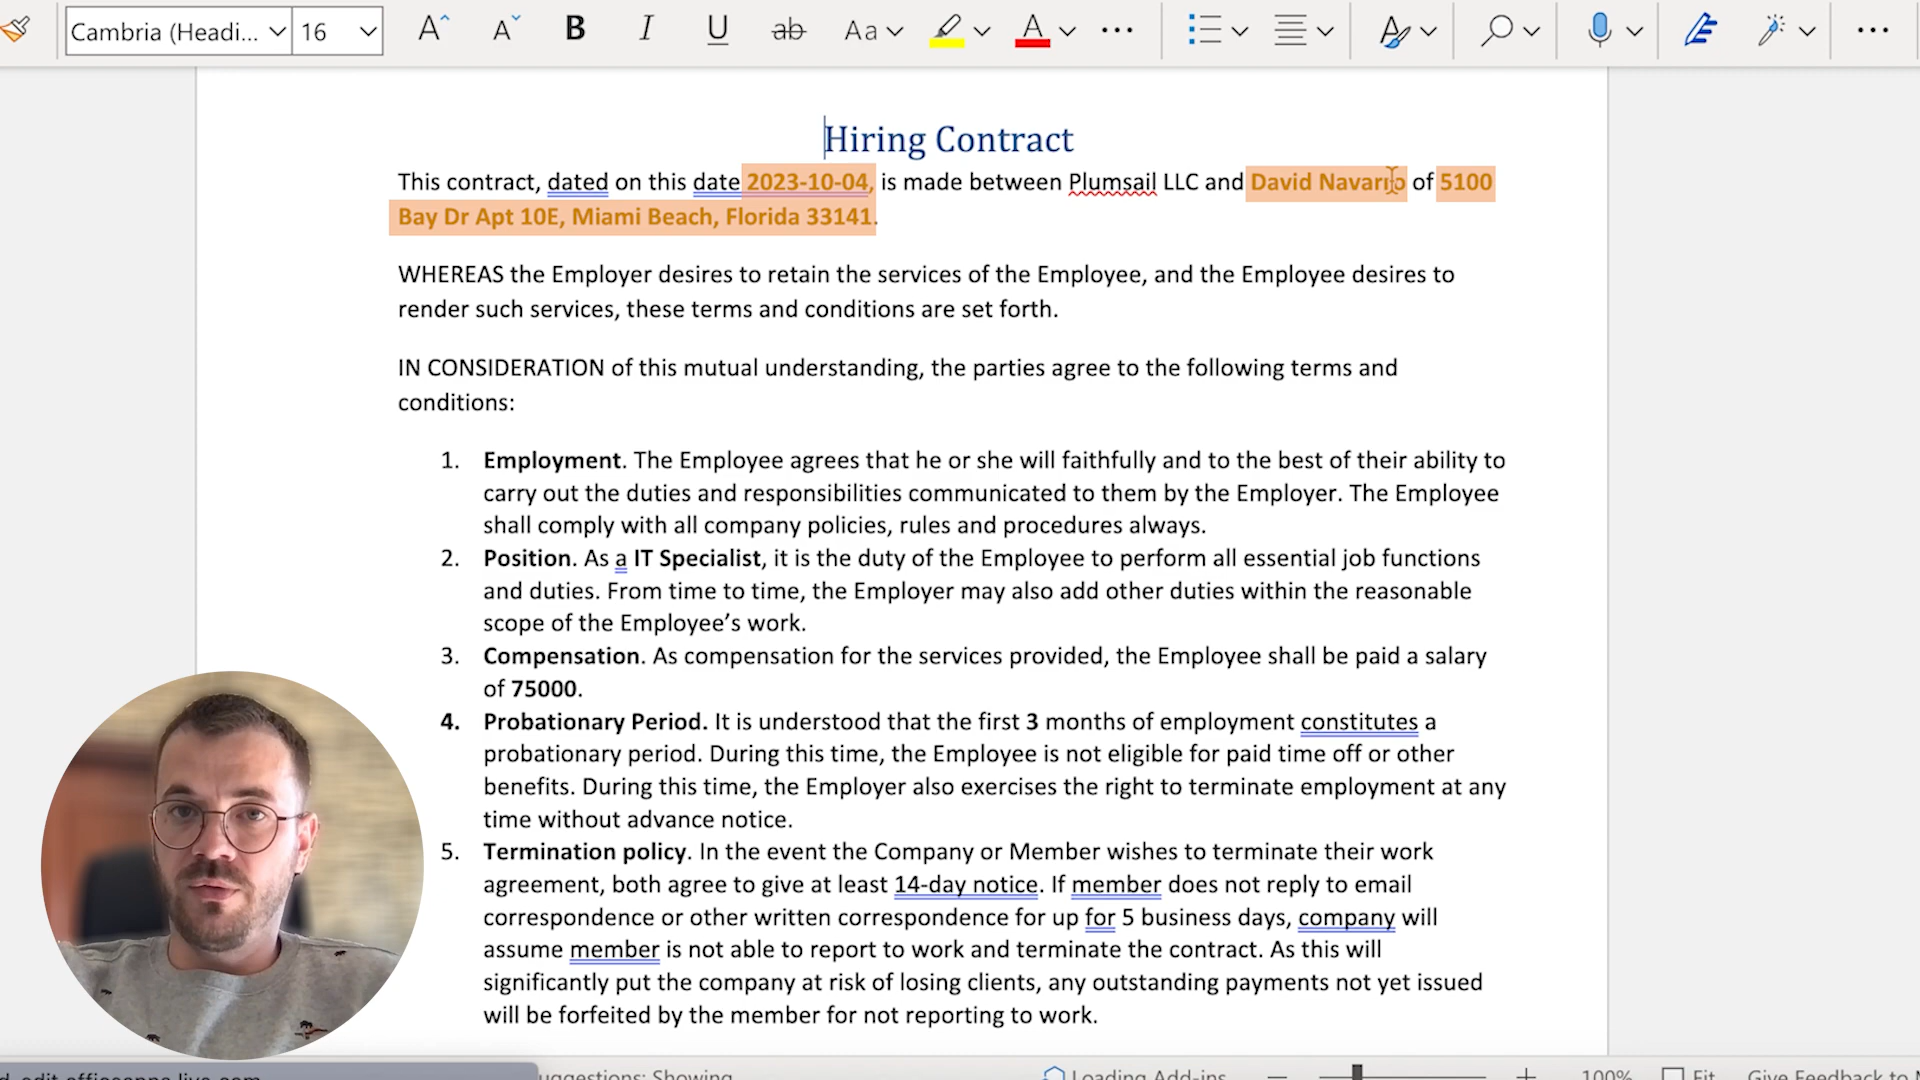 Cambria (Headi... 16 A A B I U ab Aa A ...
Hiring Contract
This contract, dated on this date 2023-10-04, is made between Plumsail LLC and David Navarro of 5100
Bay Dr Apt 10E, Miami Beach, Florida 33141.
WHEREAS the Employer desires to retain the services of the Employee, and the Employee desires to
render such services, these terms and conditions are set forth.
IN CONSIDERATION of this mutual understanding, the parties agree to the following terms and
conditions:
1. Employment. The Employee agrees that he or she will faithfully and to the best of their ability to
carry out the duties and responsibilities communicated to them by the Employer. The Employee
shall comply with all company policies, rules and procedures always.
2. Position. As a IT Specialist, it is the duty of the Employee to perform all essential job functions
and duties. From time to time, the Employer may also add other duties within the reasonable
scope of the Employee’s work.
3. Compensation. As compensation for the services provided, the Employee shall be paid a salary
of 75000.
4. Probationary Period. It is understood that the first 3 months of employment constitutes a
probationary period. During this time, the Employee is not eligible for paid time off or other
benefits. During this time, the Employer also exercises the right to terminate employment at any
time without advance notice.
5. Termination policy. In the event the Company or Member wishes to terminate their work
agreement, both agree to give at least 14-day notice. If member does not reply to email
correspondence or other written correspondence for up for 5 business days, company will
assume member is not able to report to work and terminate the contract. As this will
significantly put the company at risk of losing clients, any outstanding payments not yet issued
will be forfeited by the member for not reporting to work.
Showing Loading Add-ins 100% Fit Give Feedback to